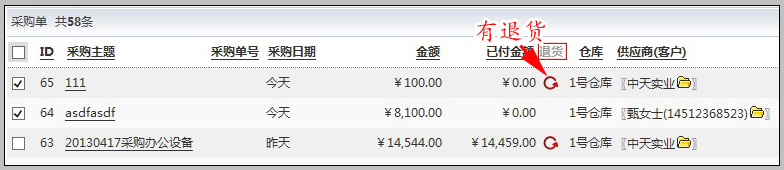 采购单 共58条
有退货
ID 采购主题 采购单号 采购日期 金额 已付金额 退货 仓库 供应商(客户)
65 111 今天 ￥100.00 ￥0.00 1号仓库 〖中天实业〗
64 asdfasdf 今天 ￥8,100.00 ￥0.00 1号仓库 〖甄女士(14512368523)〗
63 20130417采购办公设备 昨天 ￥14,544.00 ￥14,459.00 1号仓库 〖中天实业〗